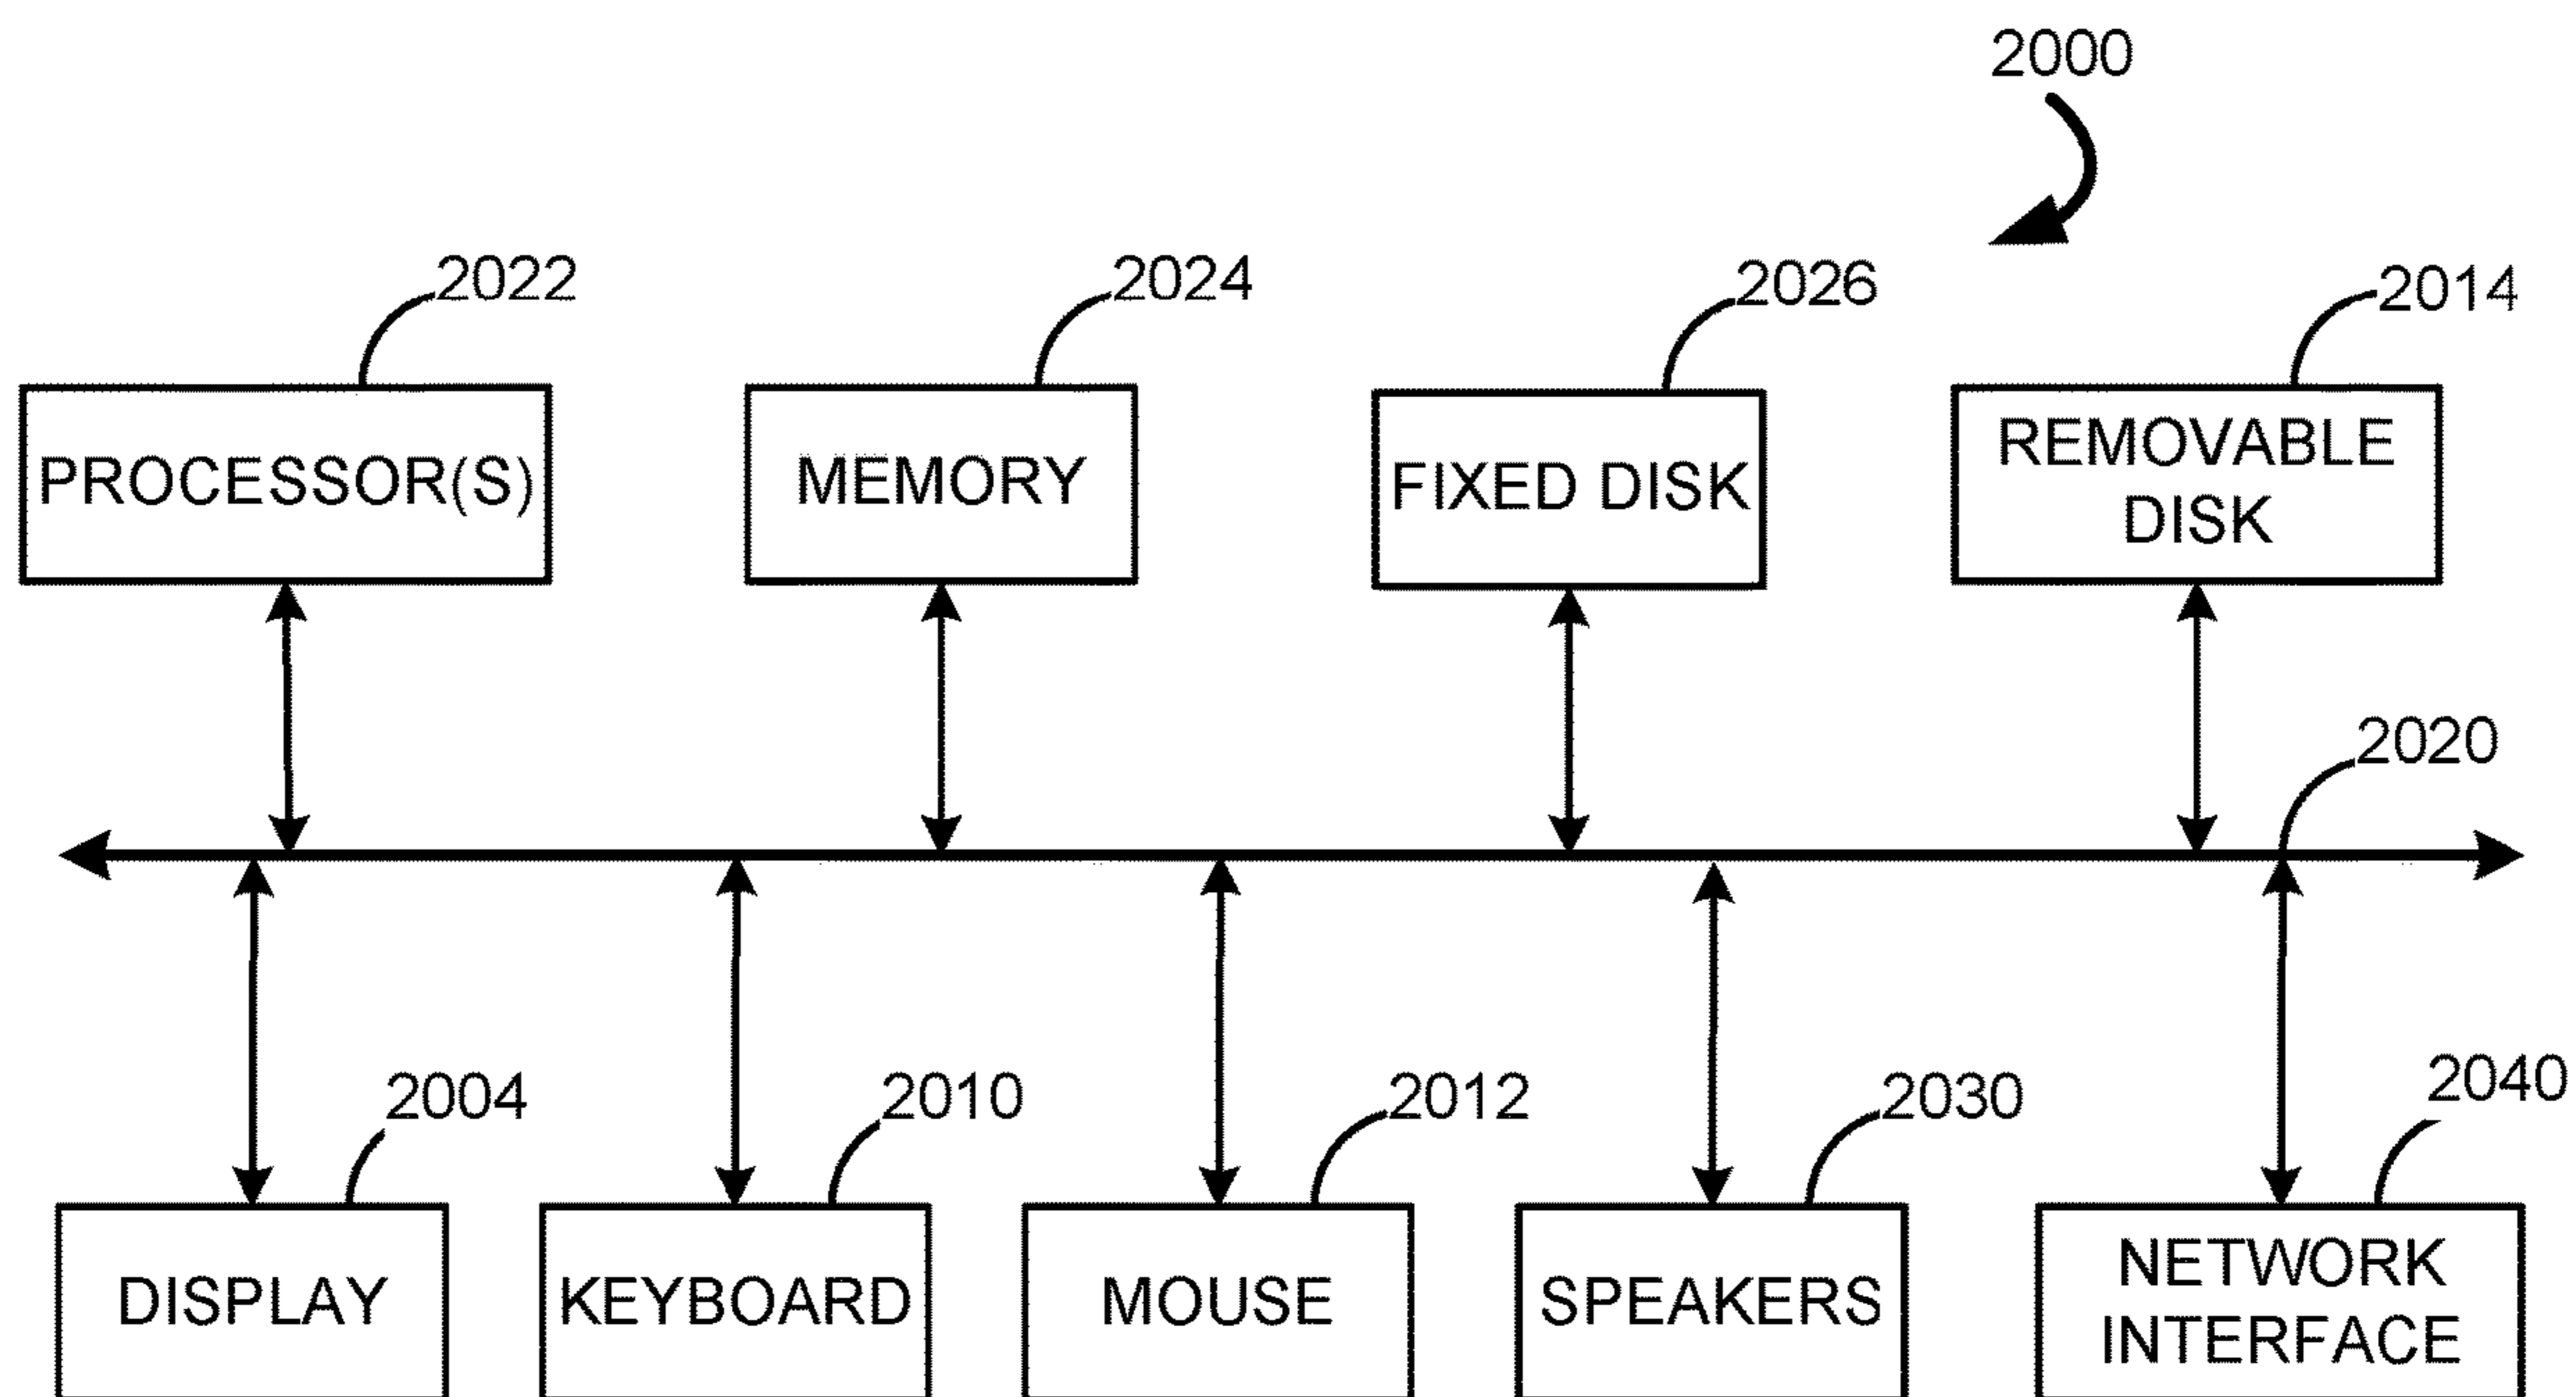 2000
2022
2024
2026
2014
PROCESSOR(S)
MEMORY
FIXED DISK
REMOVABLE
DISK
2020
2004
2010
2012
2030
2040
DISPLAY
KEYBOARD
MOUSE
SPEAKERS
NETWORK
INTERFACE